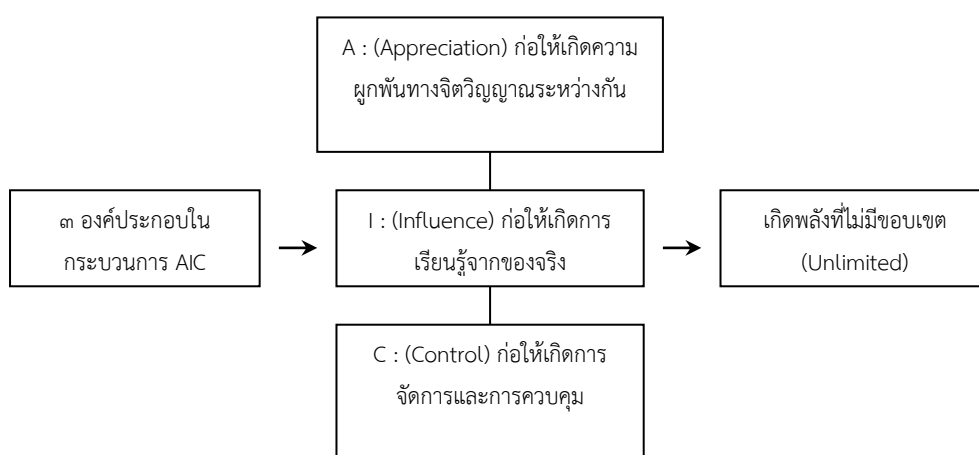 A : (Appreciation) ก่อให้เกิดความ
ผูกพันทางจิตวิญญาณระหว่างกัน
๓ องค์ประกอบใน
กระบวนการ AIC
I : (Influence) ก่อให้เกิดการ
เรียนรู้จากของจริง
เกิดพลังที่ไม่มีขอบเขต
(Unlimited)
C : (Control) ก่อให้เกิดการ
จัดการและการควบคุม